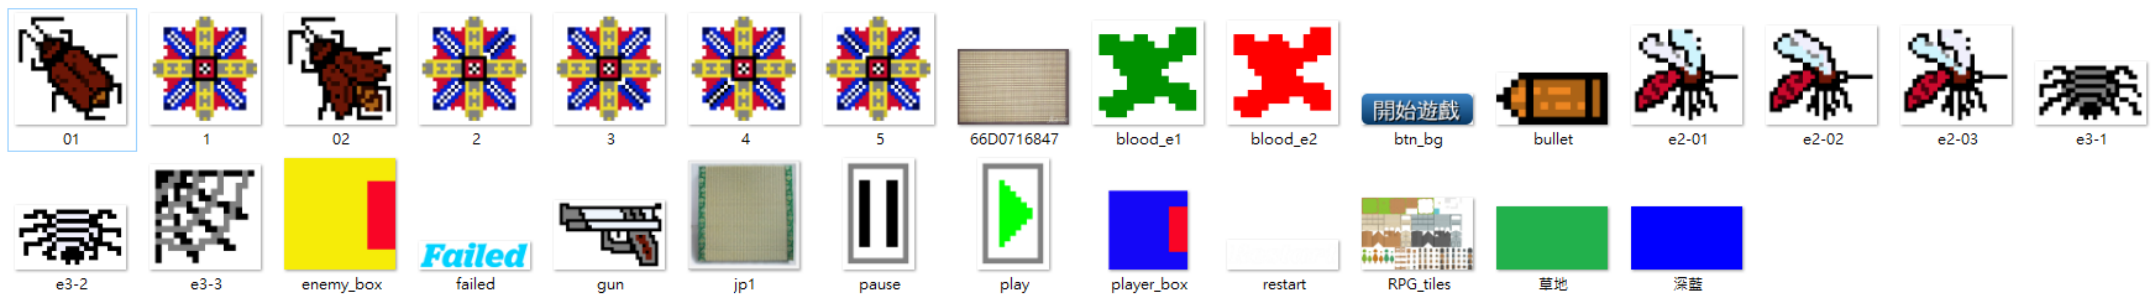 開始遊戲
01
1
02
2
3
4
5
66D0716847
blood_e1
blood_e2
btn_bg
bullet
e2-01
e2-02
e2-03
e3-1
Failed
e3-2
e3-3
enemy_box
failed
gun
jp1
pause
play
player_box
restart
RPG_tiles
草地
深藍